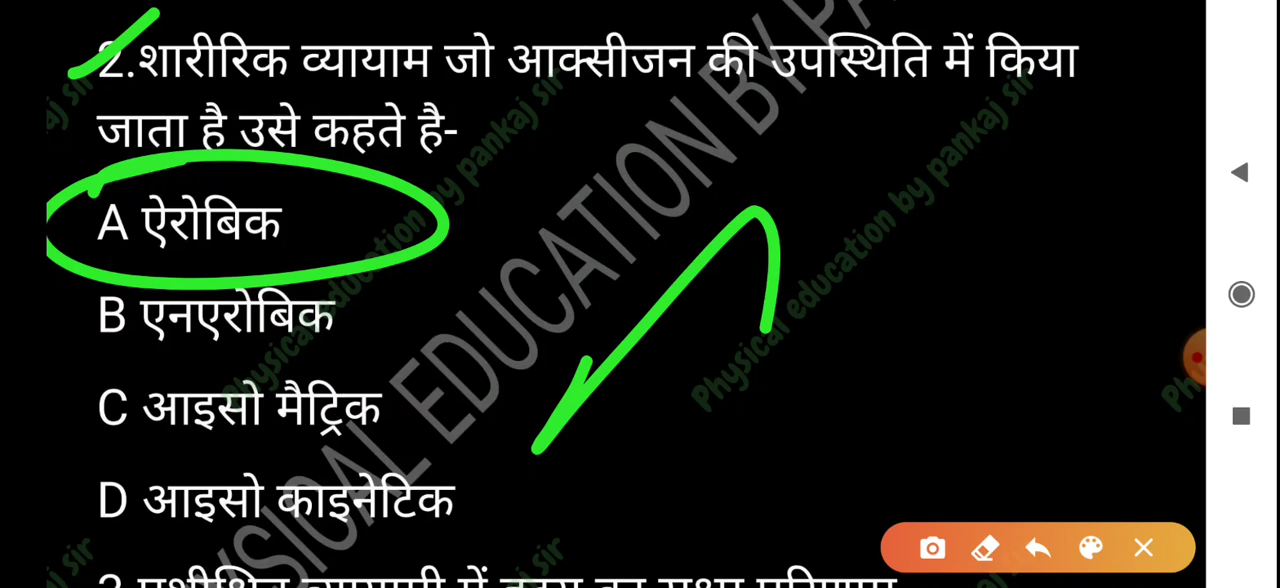 2.शारीरिक व्यायाम जो आक्सीजन की उपस्थिति में किया
जाता है उसे कहते है-
A ऐरोबिक
B एनएरोबिक
C आइसो मैट्रिक
D आइसो काइनेटिक
PHYSICAL EDUCATION BY PA
Physical education by pankaj sir
Physical education by pankaj sir